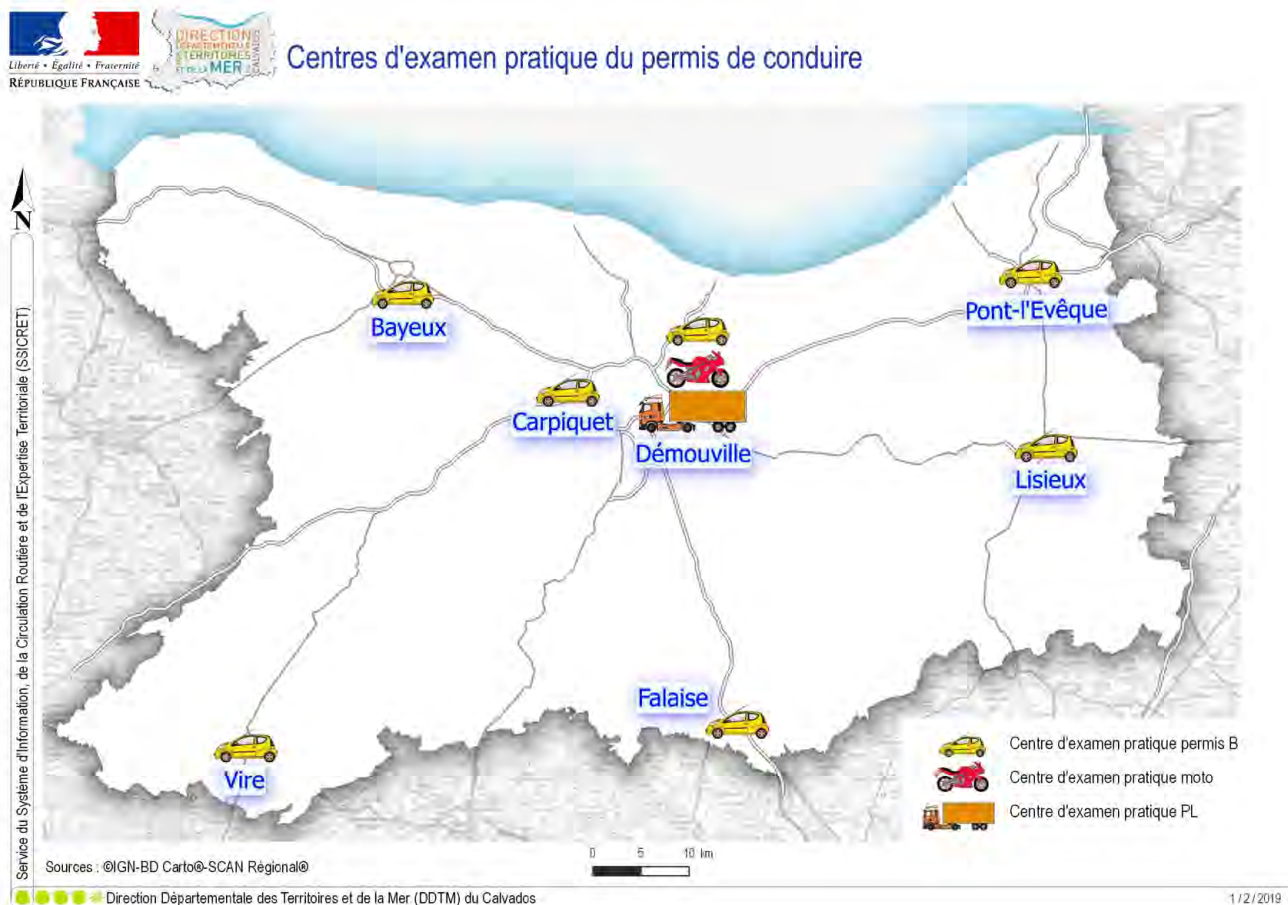 Liberté • Égalité • Fraternité
RÉPUBLIQUE FRANÇAISE
DIRECTION
DÉPARTEMENTALE
DES TERRITOIRES
ET DE LA MER
CALVADOS
Centres d'examen pratique du permis de conduire
N
Service du Système d'Information, de la Circulation Routière et de l'Expertise Territoriale (SSICRET)
Bayeux
Pont-l'Evêque
Carpiquet
Démouville
Lisieux
Falaise
Vire
Centre d'examen pratique permis B
Centre d'examen pratique moto
Centre d'examen pratique PL
0 5 10 km
Sources : ©IGN-BD Carto®-SCAN Régional®
Direction Départementale des Territoires et de la Mer (DDTM) du Calvados
1 / 2 / 2019